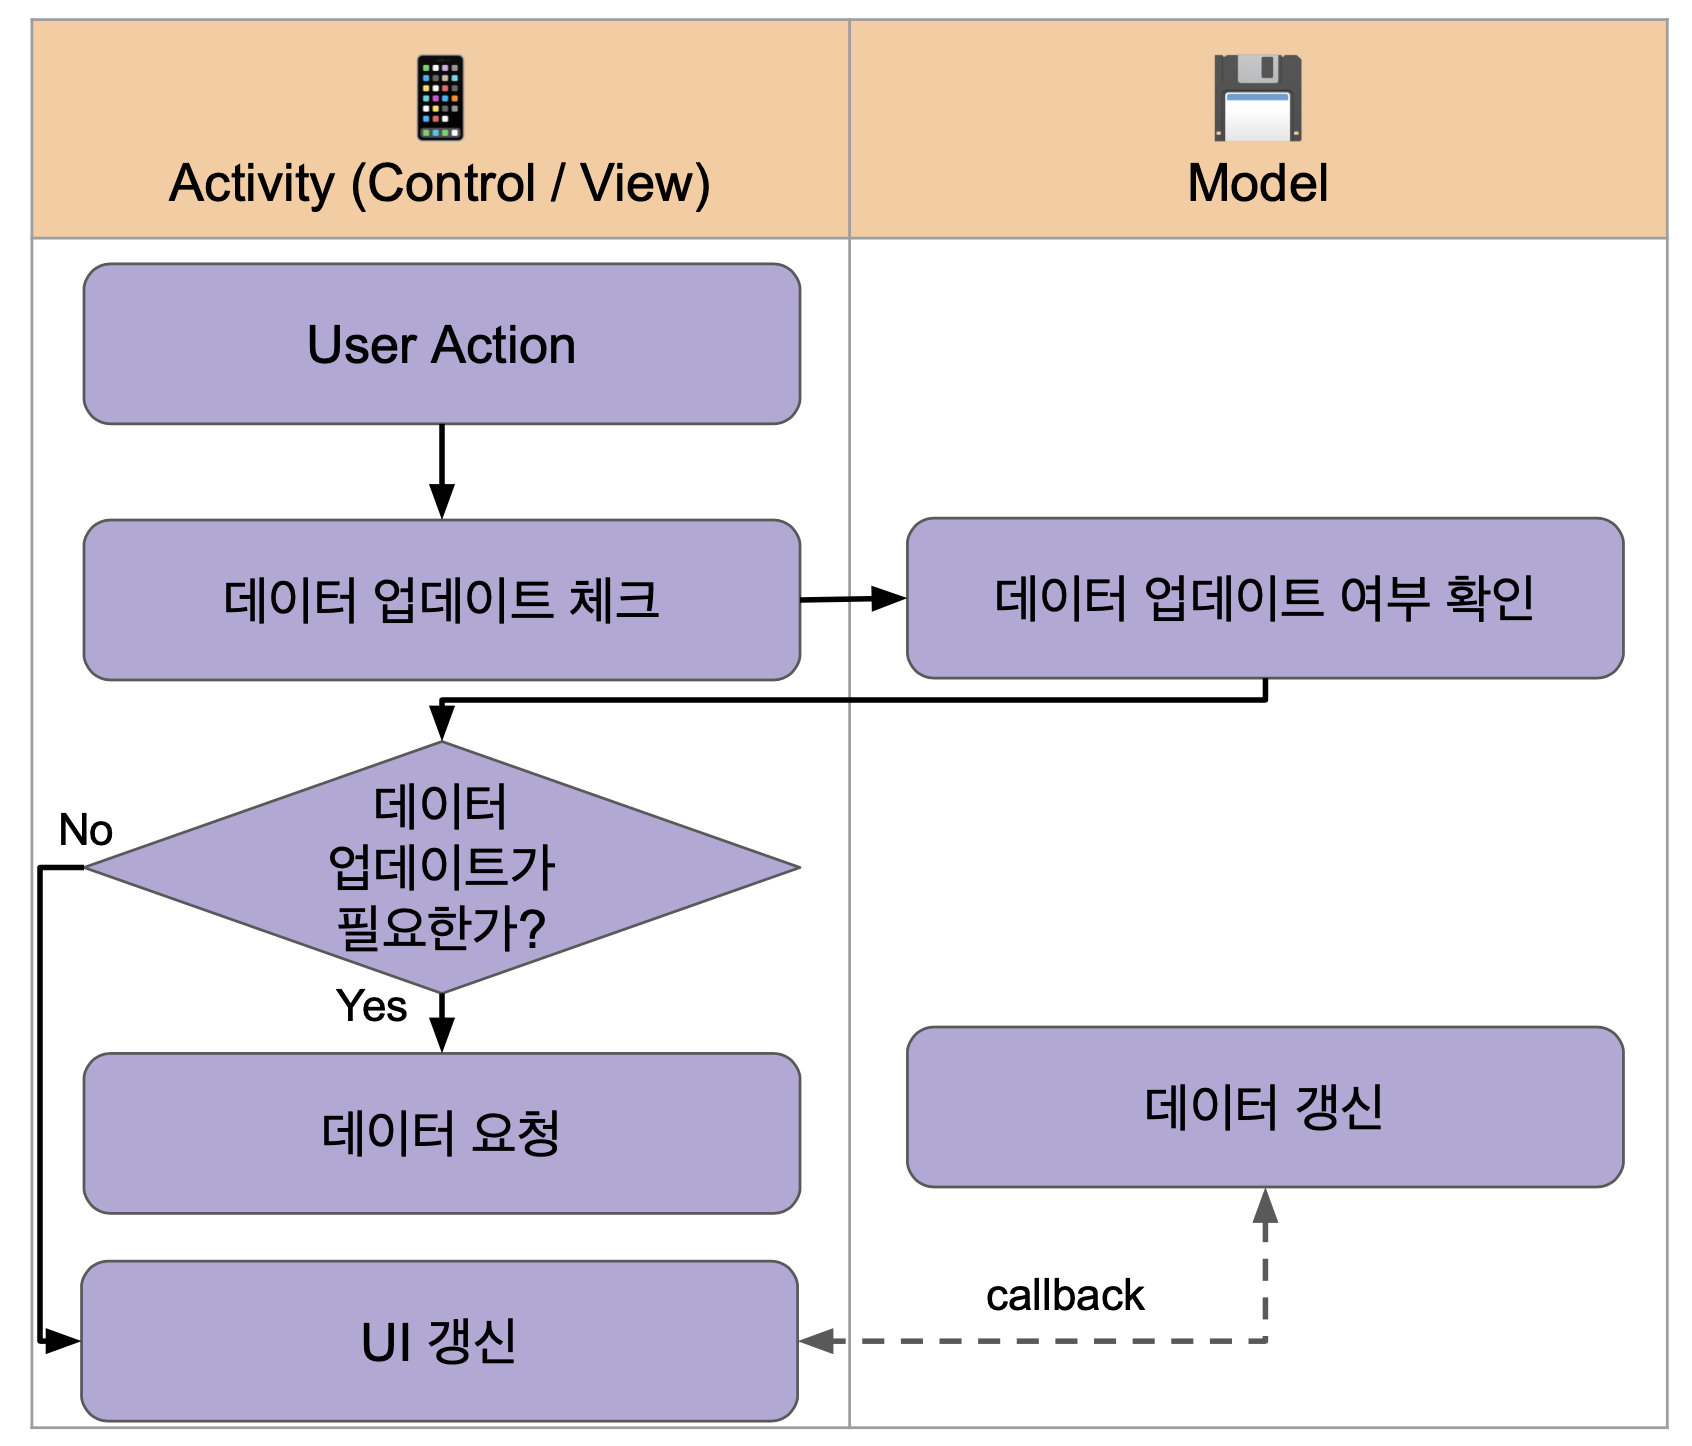 Activity (Control / View)
Model
User Action
데이터 업데이트 체크
데이터 업데이트 여부 확인
데이터
업데이트가
필요한가?
No
Yes
데이터 요청
데이터 갱신
callback
UI 갱신